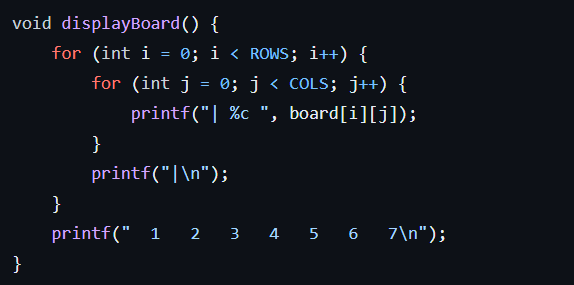 void displayBoard() {
    for (int i = 0; i < ROWS; i++) {
        for (int j = 0; j < COLS; j++) {
            printf("| %c ", board[i][j]);
        }
        printf("|\n");
    }
    printf("  1   2   3   4   5   6   7\n");
}